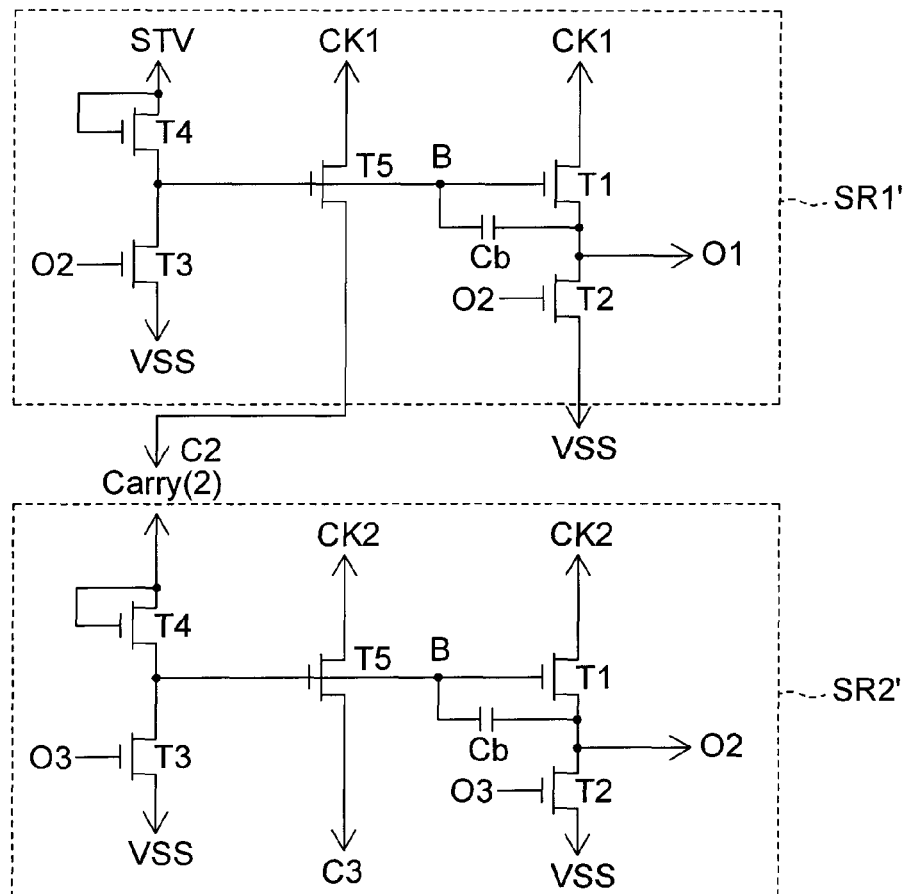 STV CK1 CK1
T4
T5 B T1
SR1'
O2 T3 Cb O1
O2 T2
VSS
VSS
C2
Carry(2)
CK2 CK2
T4
T5 B T1
SR2'
O3 T3 Cb O2
O3 T2
VSS C3 VSS